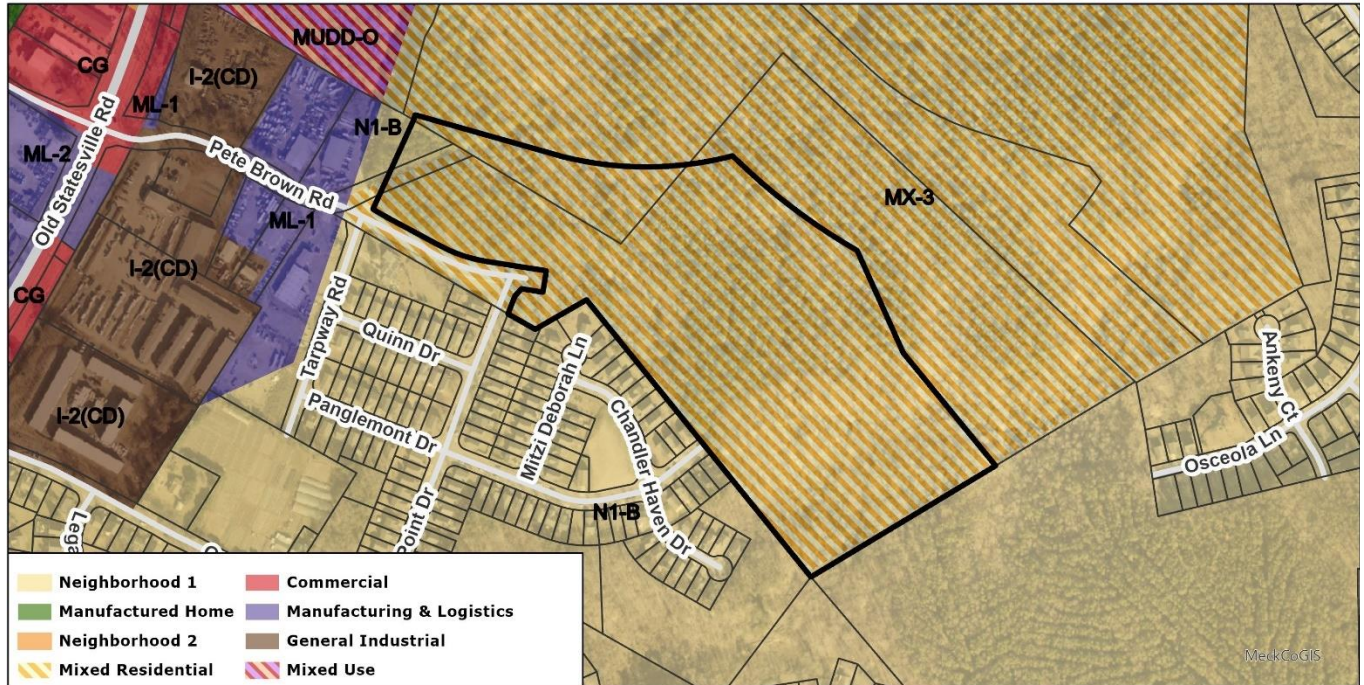 MUDD-O
CG
I-2(CD)
ML-1
N1-B
ML-2
Pete Brown Rd
Old Statesville Rd
MX-3
ML-1
I-2(CD)
CG
Tarpway Rd
Quinn Dr
Ankeny Ct
Mitzi Deborah Ln
I-2(CD)
Panglemont Dr
Chandler Haven Dr
Osceola Ln
Point Dr
N1-B
Lega
Neighborhood 1
Commercial
Manufactured Home
Manufacturing & Logistics
Neighborhood 2
General Industrial
Mixed Residential
Mixed Use
MeckCoGIS